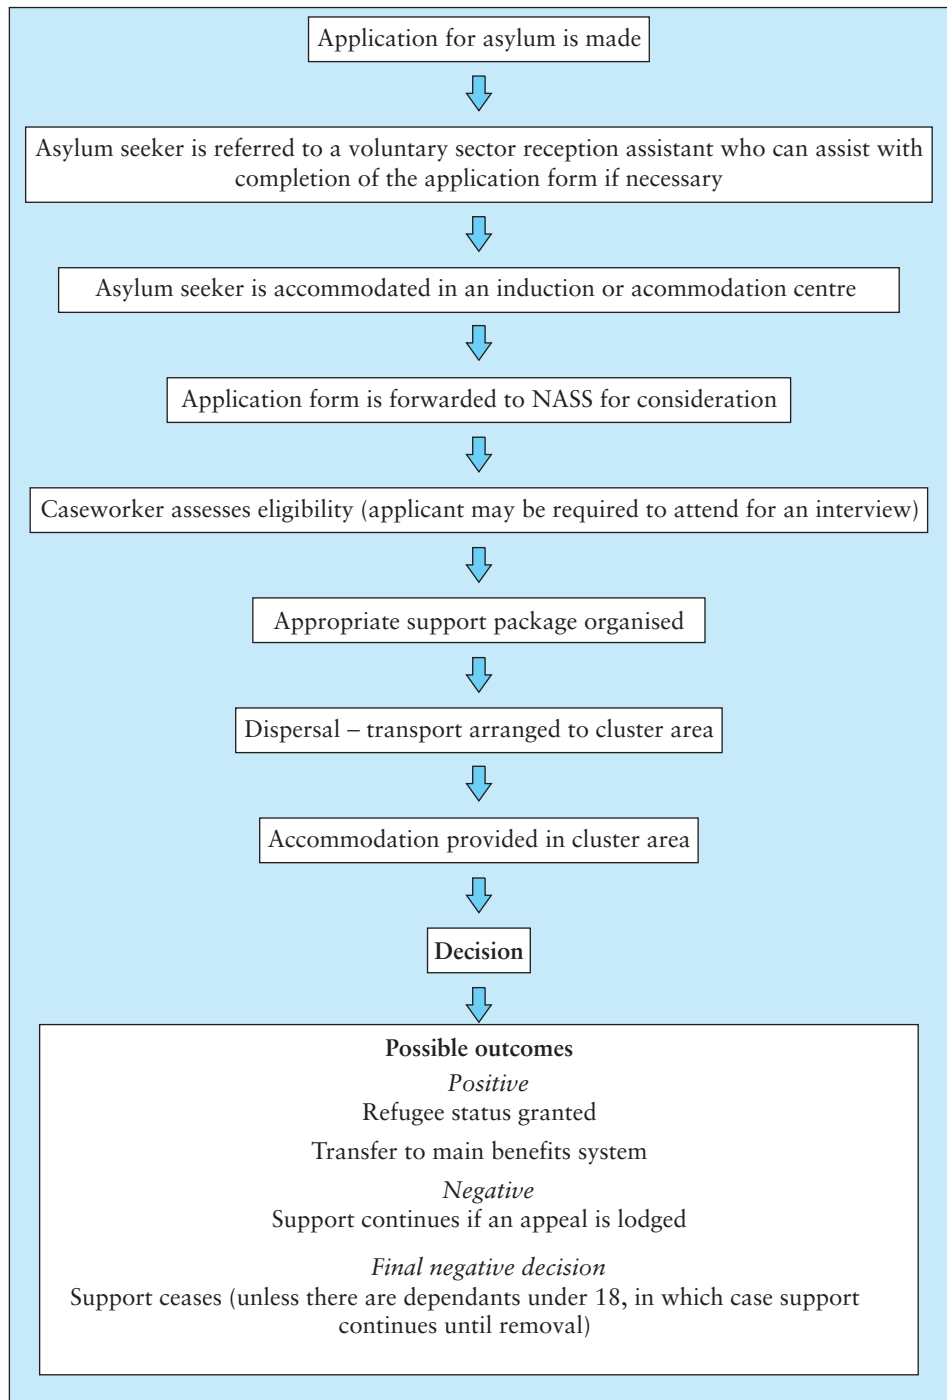 Application for asylum is made
Asylum seeker is referred to a voluntary sector reception assistant who can assist with
completion of the application form if necessary
Asylum seeker is accommodated in an induction or acommodation centre
Application form is forwarded to NASS for consideration
Caseworker assesses eligibility (applicant may be required to attend for an interview)
Appropriate support package organised
Dispersal – transport arranged to cluster area
Accommodation provided in cluster area
Decision
Possible outcomes
Positive
Refugee status granted
Transfer to main benefits system
Negative
Support continues if an appeal is lodged
Final negative decision
Support ceases (unless there are dependants under 18, in which case support
continues until removal)